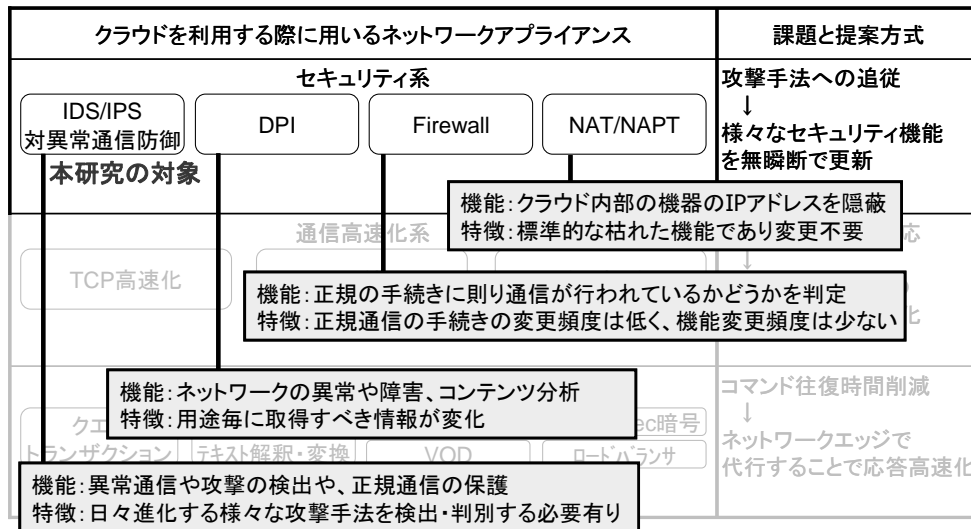 クラウドを利用する際に用いるネットワークアプライアンス
課題と提案方式
セキュリティ系
IDS/IPS
対異常通信防御
DPI
Firewall
NAT/NAPT
本研究の対象
攻撃手法への追従
↓
様々なセキュリティ機能
を無瞬断で更新
機能:クラウド内部の機器のIPアドレスを隠蔽
特徴:標準的な枯れた機能であり変更不要
通信高速化系
応
TCP高速化
↓
機能:正規の手続きに則り通信が行われているかどうかを判定
特徴:正規通信の手続きの変更頻度は低く、機能変更頻度は少ない
化
機能:ネットワークの異常や障害、コンテンツ分析
特徴:用途毎に取得すべき情報が変化
クエ
トランザクション
テキスト解釈・変換
VOD
ec暗号
ロードバランサ
コマンド往復時間削減
↓
ネットワークエッジで
代行することで応答高速化
機能:異常通信や攻撃の検出や、正規通信の保護
特徴:日々進化する様々な攻撃手法を検出・判別する必要有り